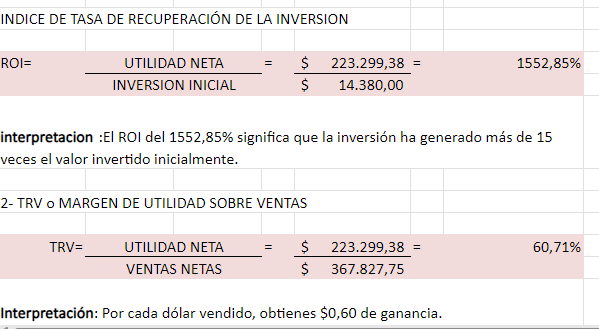 INDICE DE TASA DE RECUPERACIÓN DE LA INVERSION
ROI= UTILIDAD NETA = $ 223.299,38 = 1552,85%
INVERSION INICIAL $ 14.380,00
interpretacion :El ROI del 1552,85% significa que la inversión ha generado más de 15
veces el valor invertido inicialmente.
2- TRV o MARGEN DE UTILIDAD SOBRE VENTAS
TRV= UTILIDAD NETA = $ 223.299,38 = 60,71%
VENTAS NETAS $ 367.827,75
Interpretación: Por cada dólar vendido, obtienes $0,60 de ganancia.